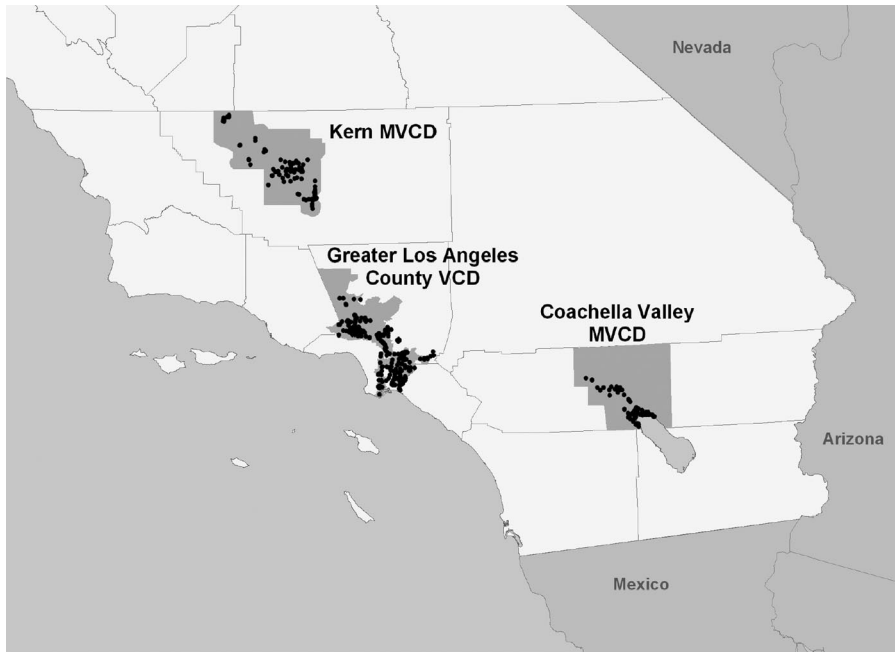 Nevada
Kern MVCD
Greater Los Angeles
County VCD
Coachella Valley
MVCD
Arizona
Mexico